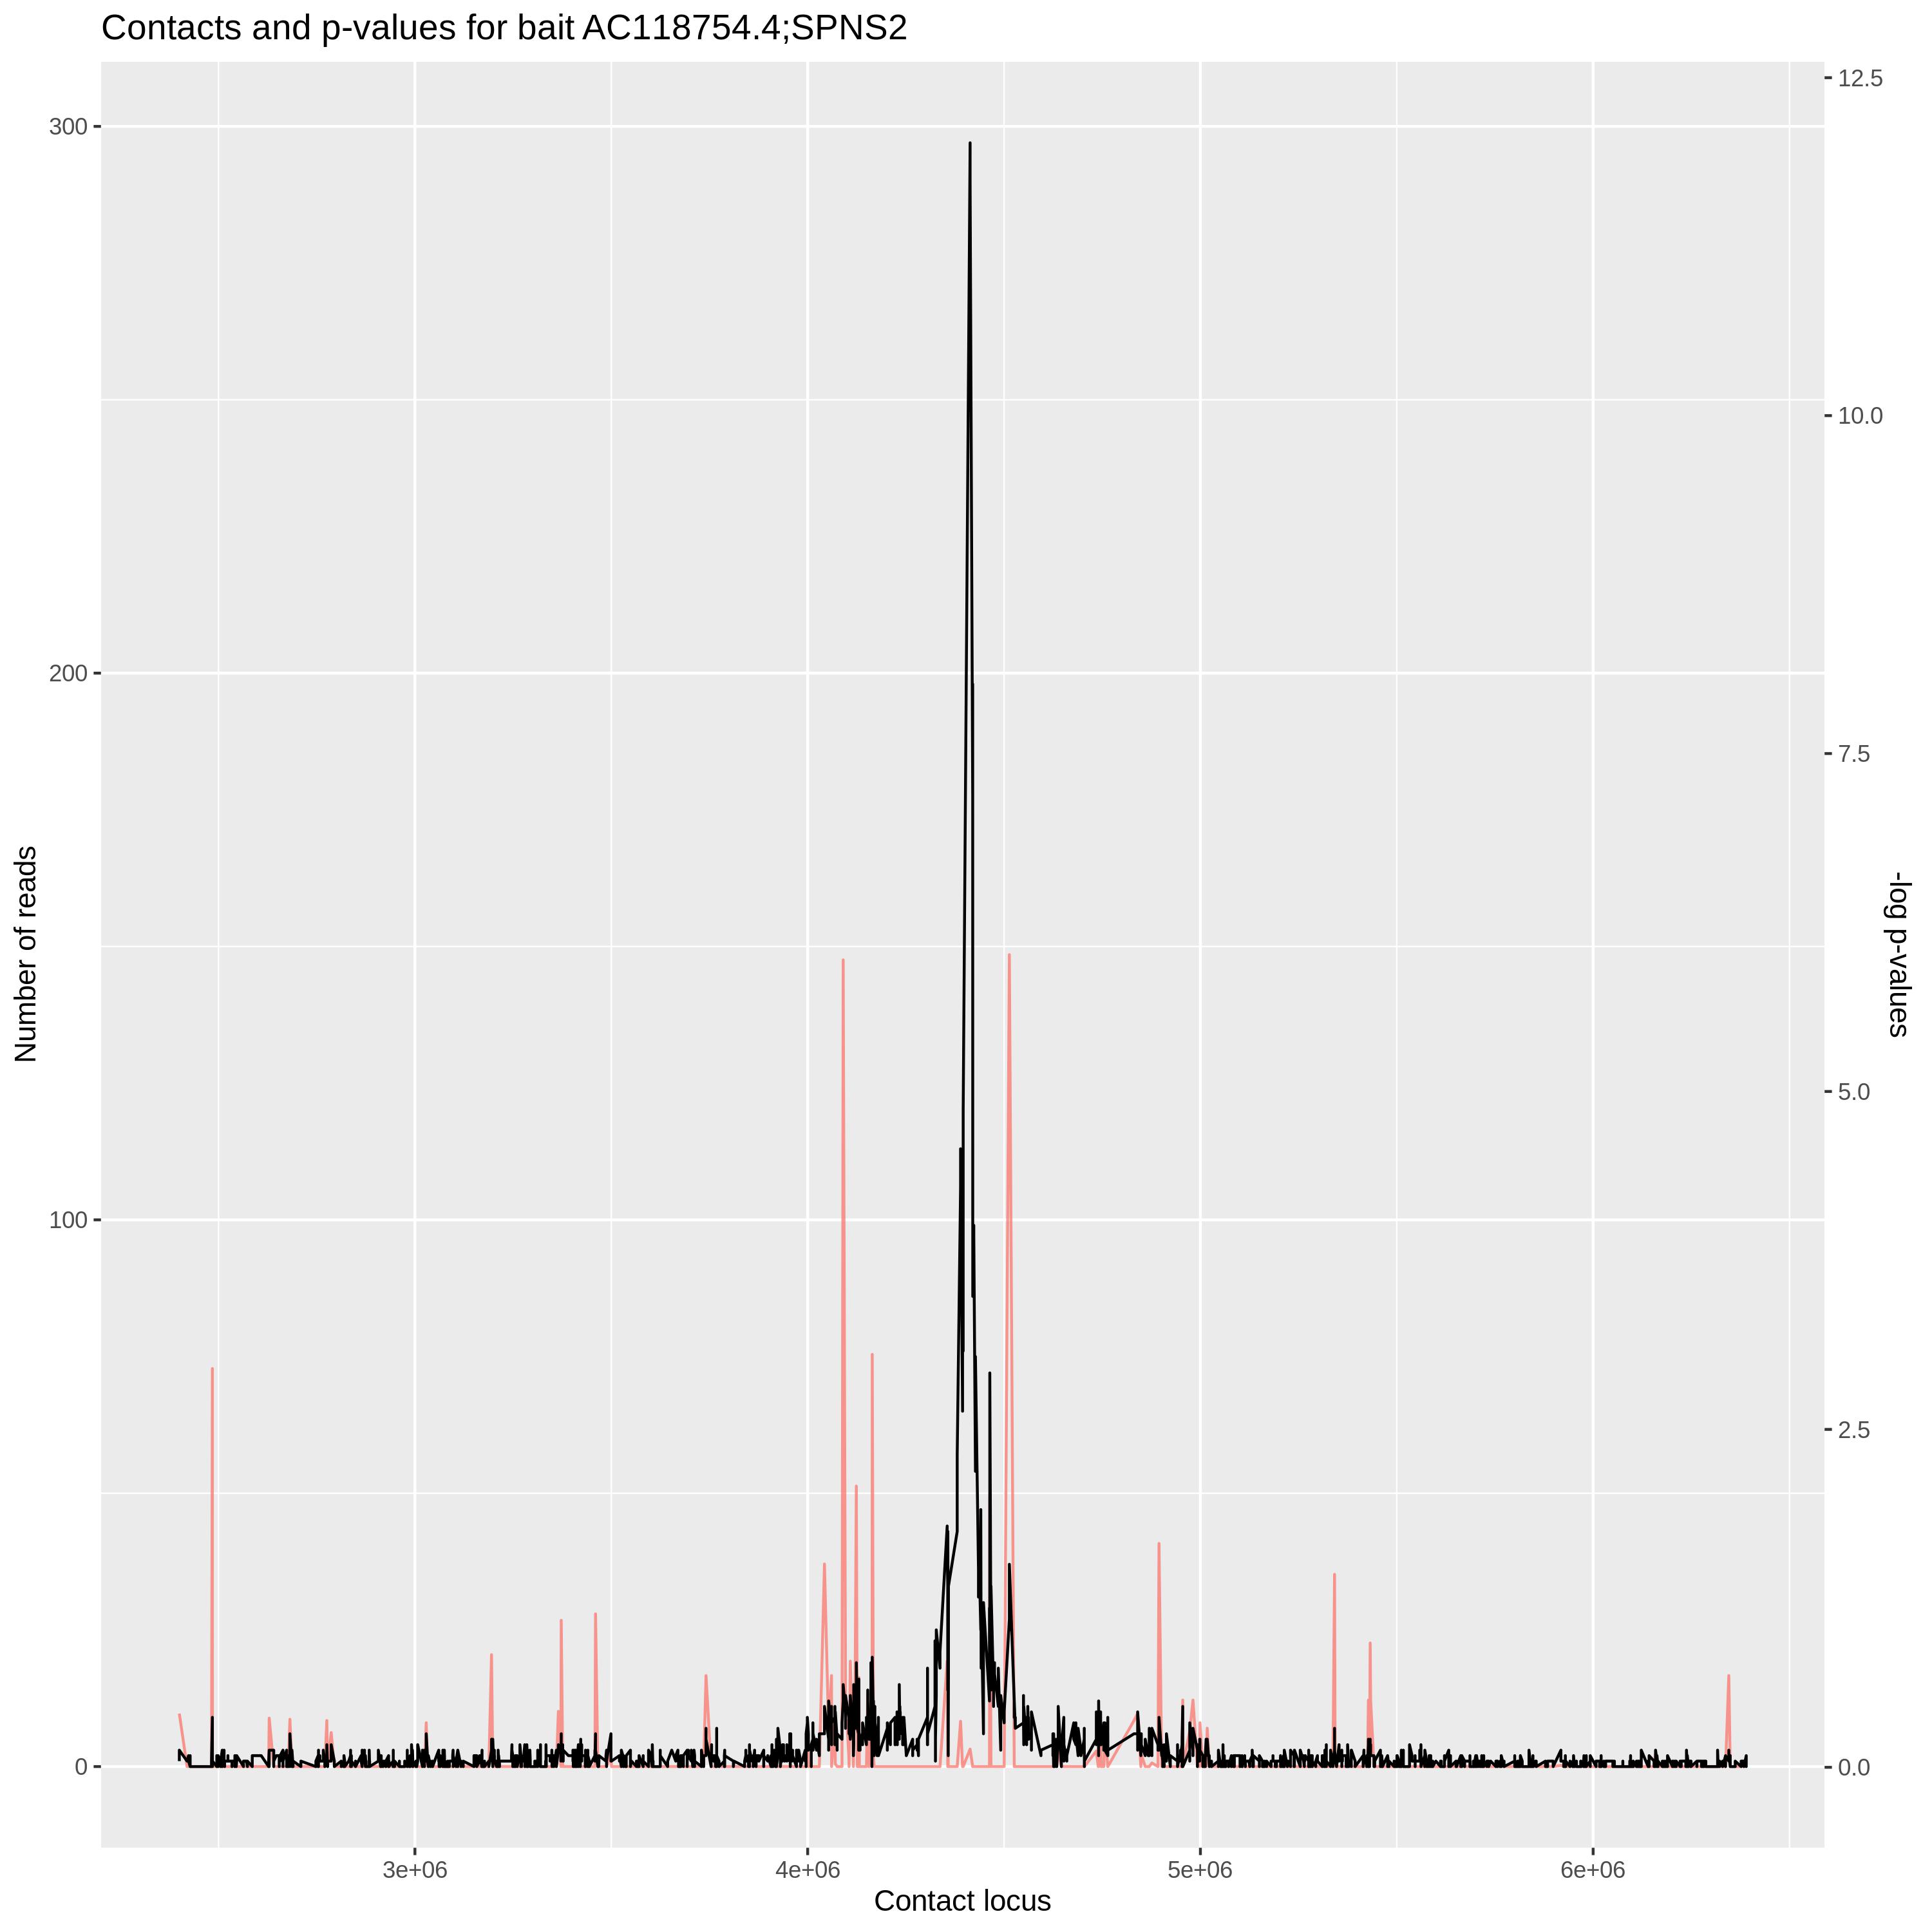 Contacts and p-values for bait AC118754.4;SPNS2
300
200
100
0
Number of reads
12.5
10.0
7.5
5.0
2.5
0.0
-log p-values
3e+06
4e+06
5e+06
6e+06
Contact locus